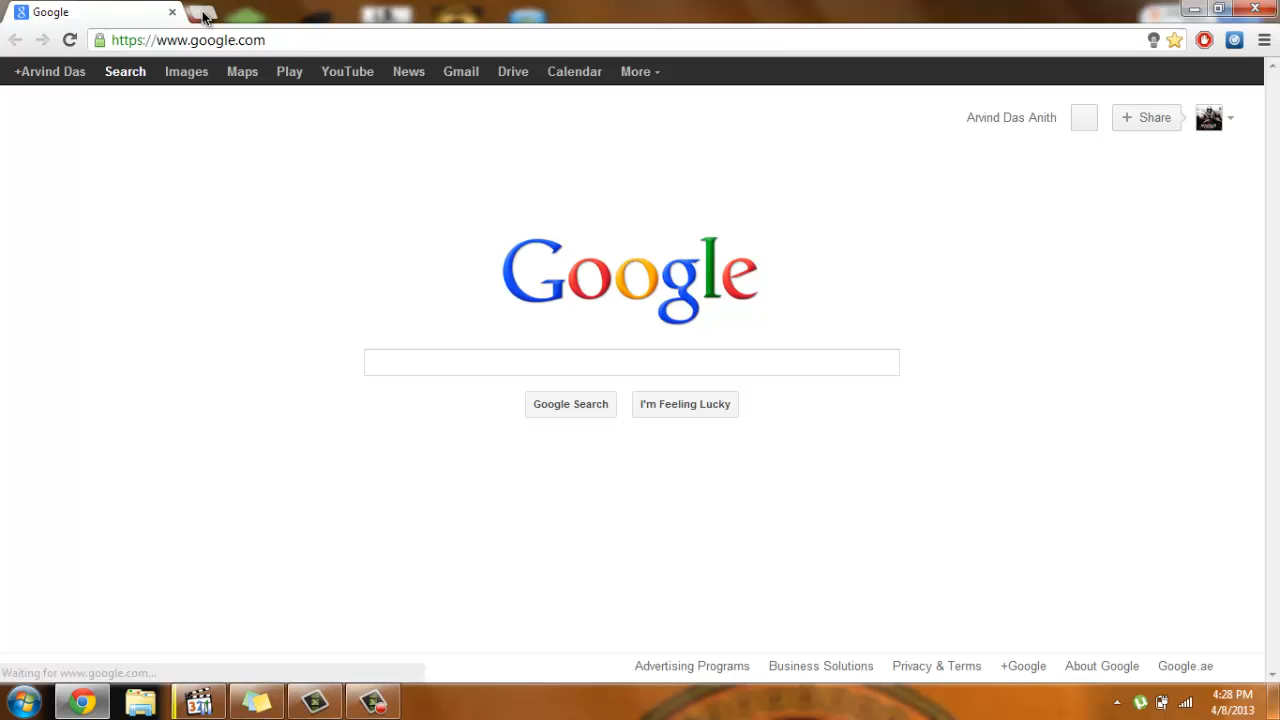 Google
https://www.google.com
+Arvind Das Search Images Maps Play YouTube News Gmail Drive Calendar More
Arvind Das Anith + Share
Google
Google Search I'm Feeling Lucky
Waiting for www.google.com...
Advertising Programs Business Solutions Privacy & Terms +Google About Google Google.ae
321
4:28 PM
4/8/2013